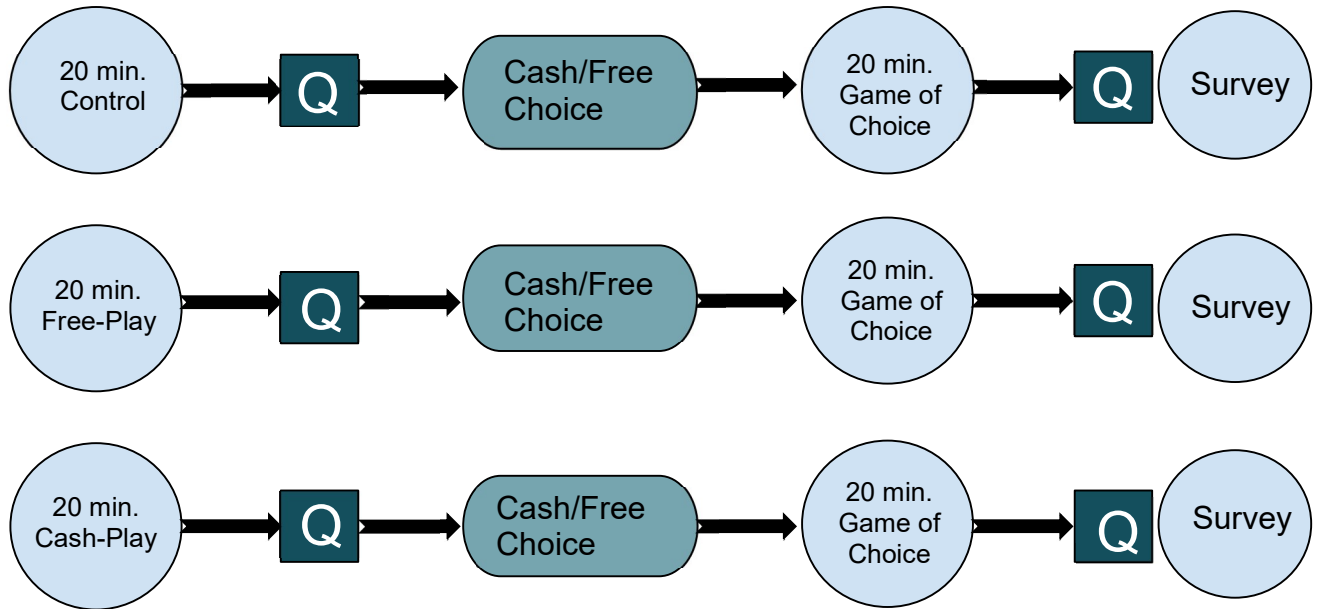 20 min.
Control
Q
Cash/Free
Choice
20 min.
Game of
Choice
Q
Survey
20 min.
Free-Play
Q
Cash/Free
Choice
20 min.
Game of
Choice
Q
Survey
20 min.
Cash-Play
Q
Cash/Free
Choice
20 min.
Game of
Choice
Q
Survey